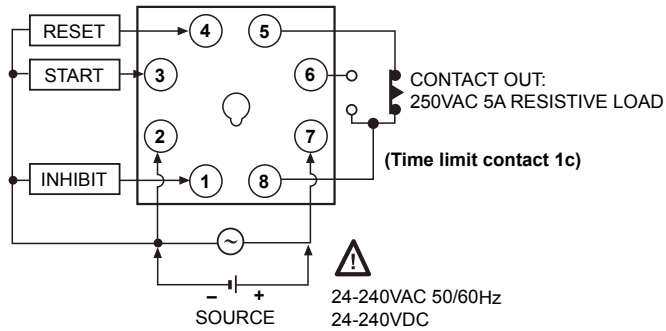 RESET
4
5
START
3
6
CONTACT OUT:
250VAC 5A RESISTIVE LOAD
2
7
(Time limit contact 1c)
INHIBIT
1
8
~
!
− +
SOURCE
24-240VAC 50/60Hz
24-240VDC